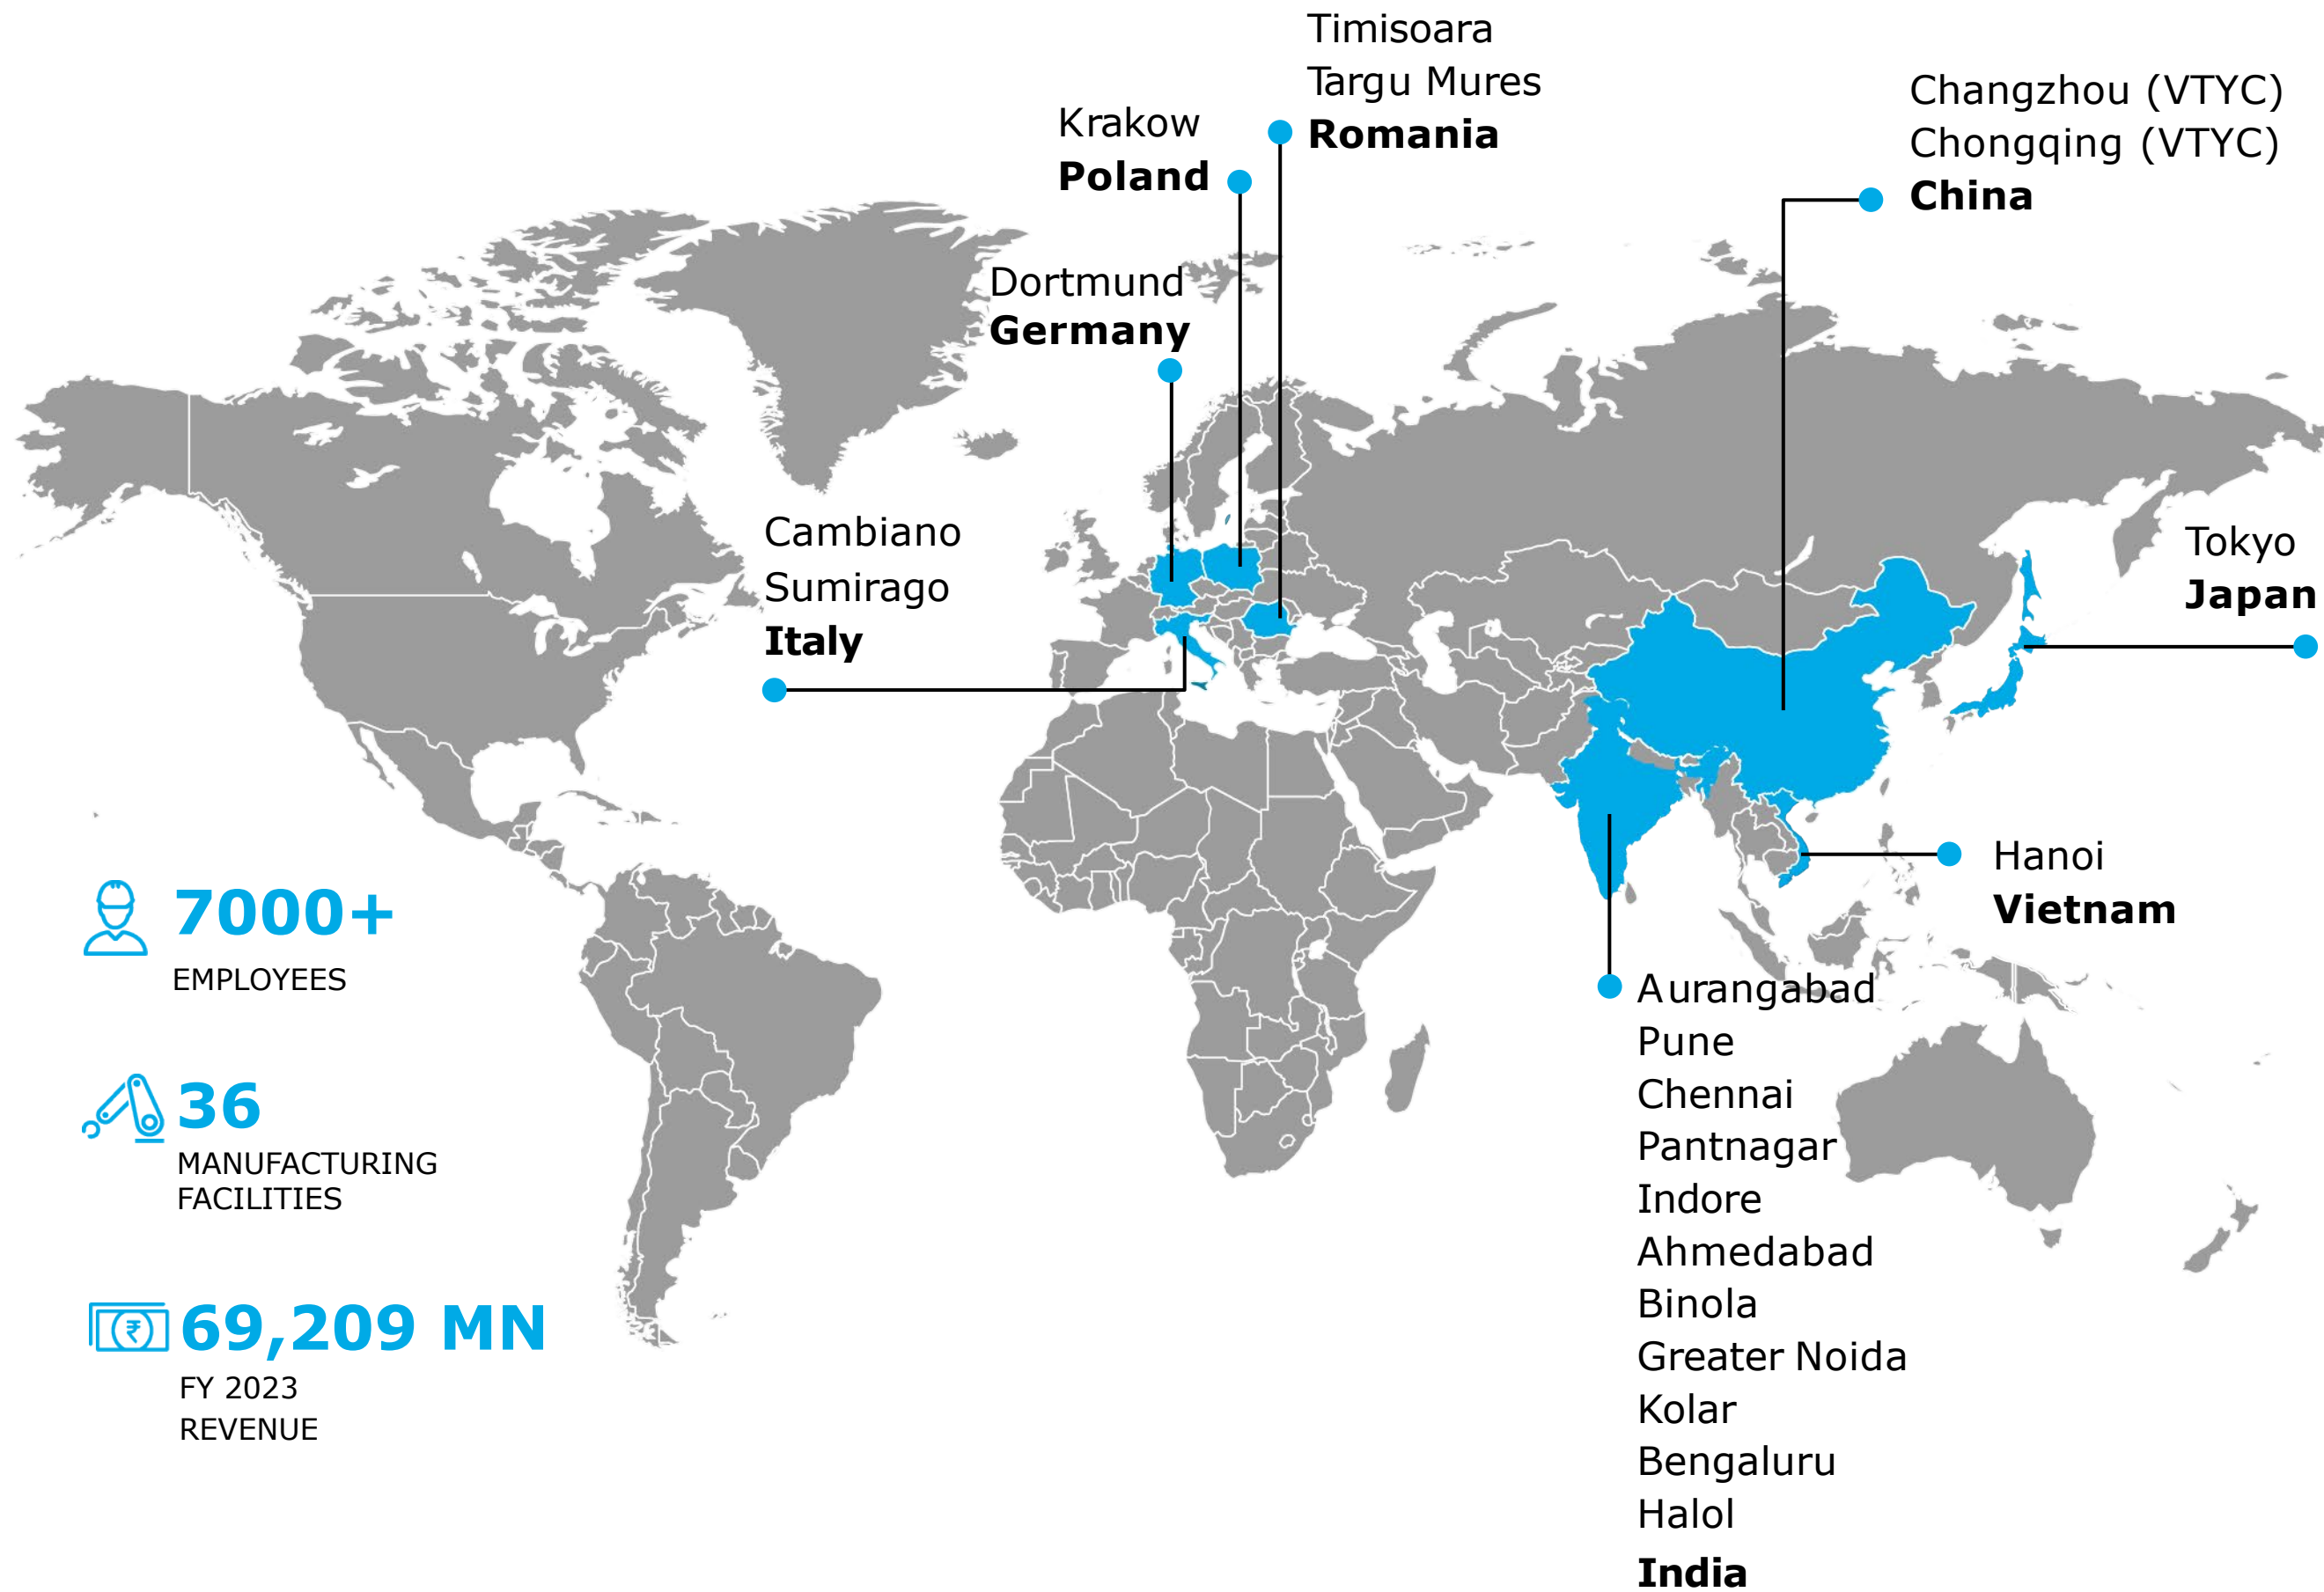 Timisoara
Targu Mures
Romania
Krakow
Poland
Changzhou (VTYC)
Chongqing (VTYC)
China
Dortmund
Germany
Cambiano
Sumirago
Italy
Tokyo
Japan
Hanoi
Vietnam
7000+
EMPLOYEES
36
MANUFACTURING
FACILITIES
₹
69,209 MN
FY 2023
REVENUE
Aurangabad
Pune
Chennai
Pantnagar
Indore
Ahmedabad
Binola
Greater Noida
Kolar
Bengaluru
Halol
India